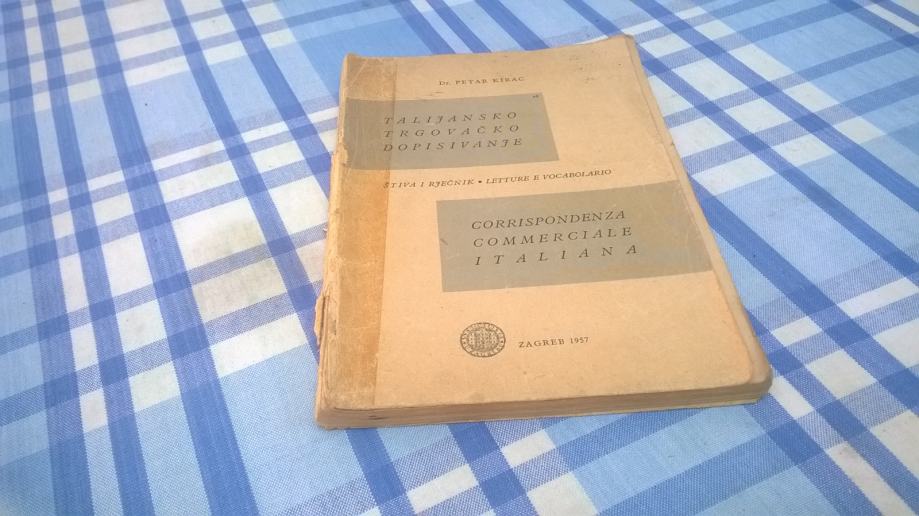 Dr. PETAR KIRAC
TALIJANSKO
TRGOVAČKO
DOPISIVANJE
ŠTIVA I RJEČNIK • LETTURE E VOCABOLARIO
CORRISPONDENZA
COMMERCIALE
ITALIANA
ZAGREB 1957